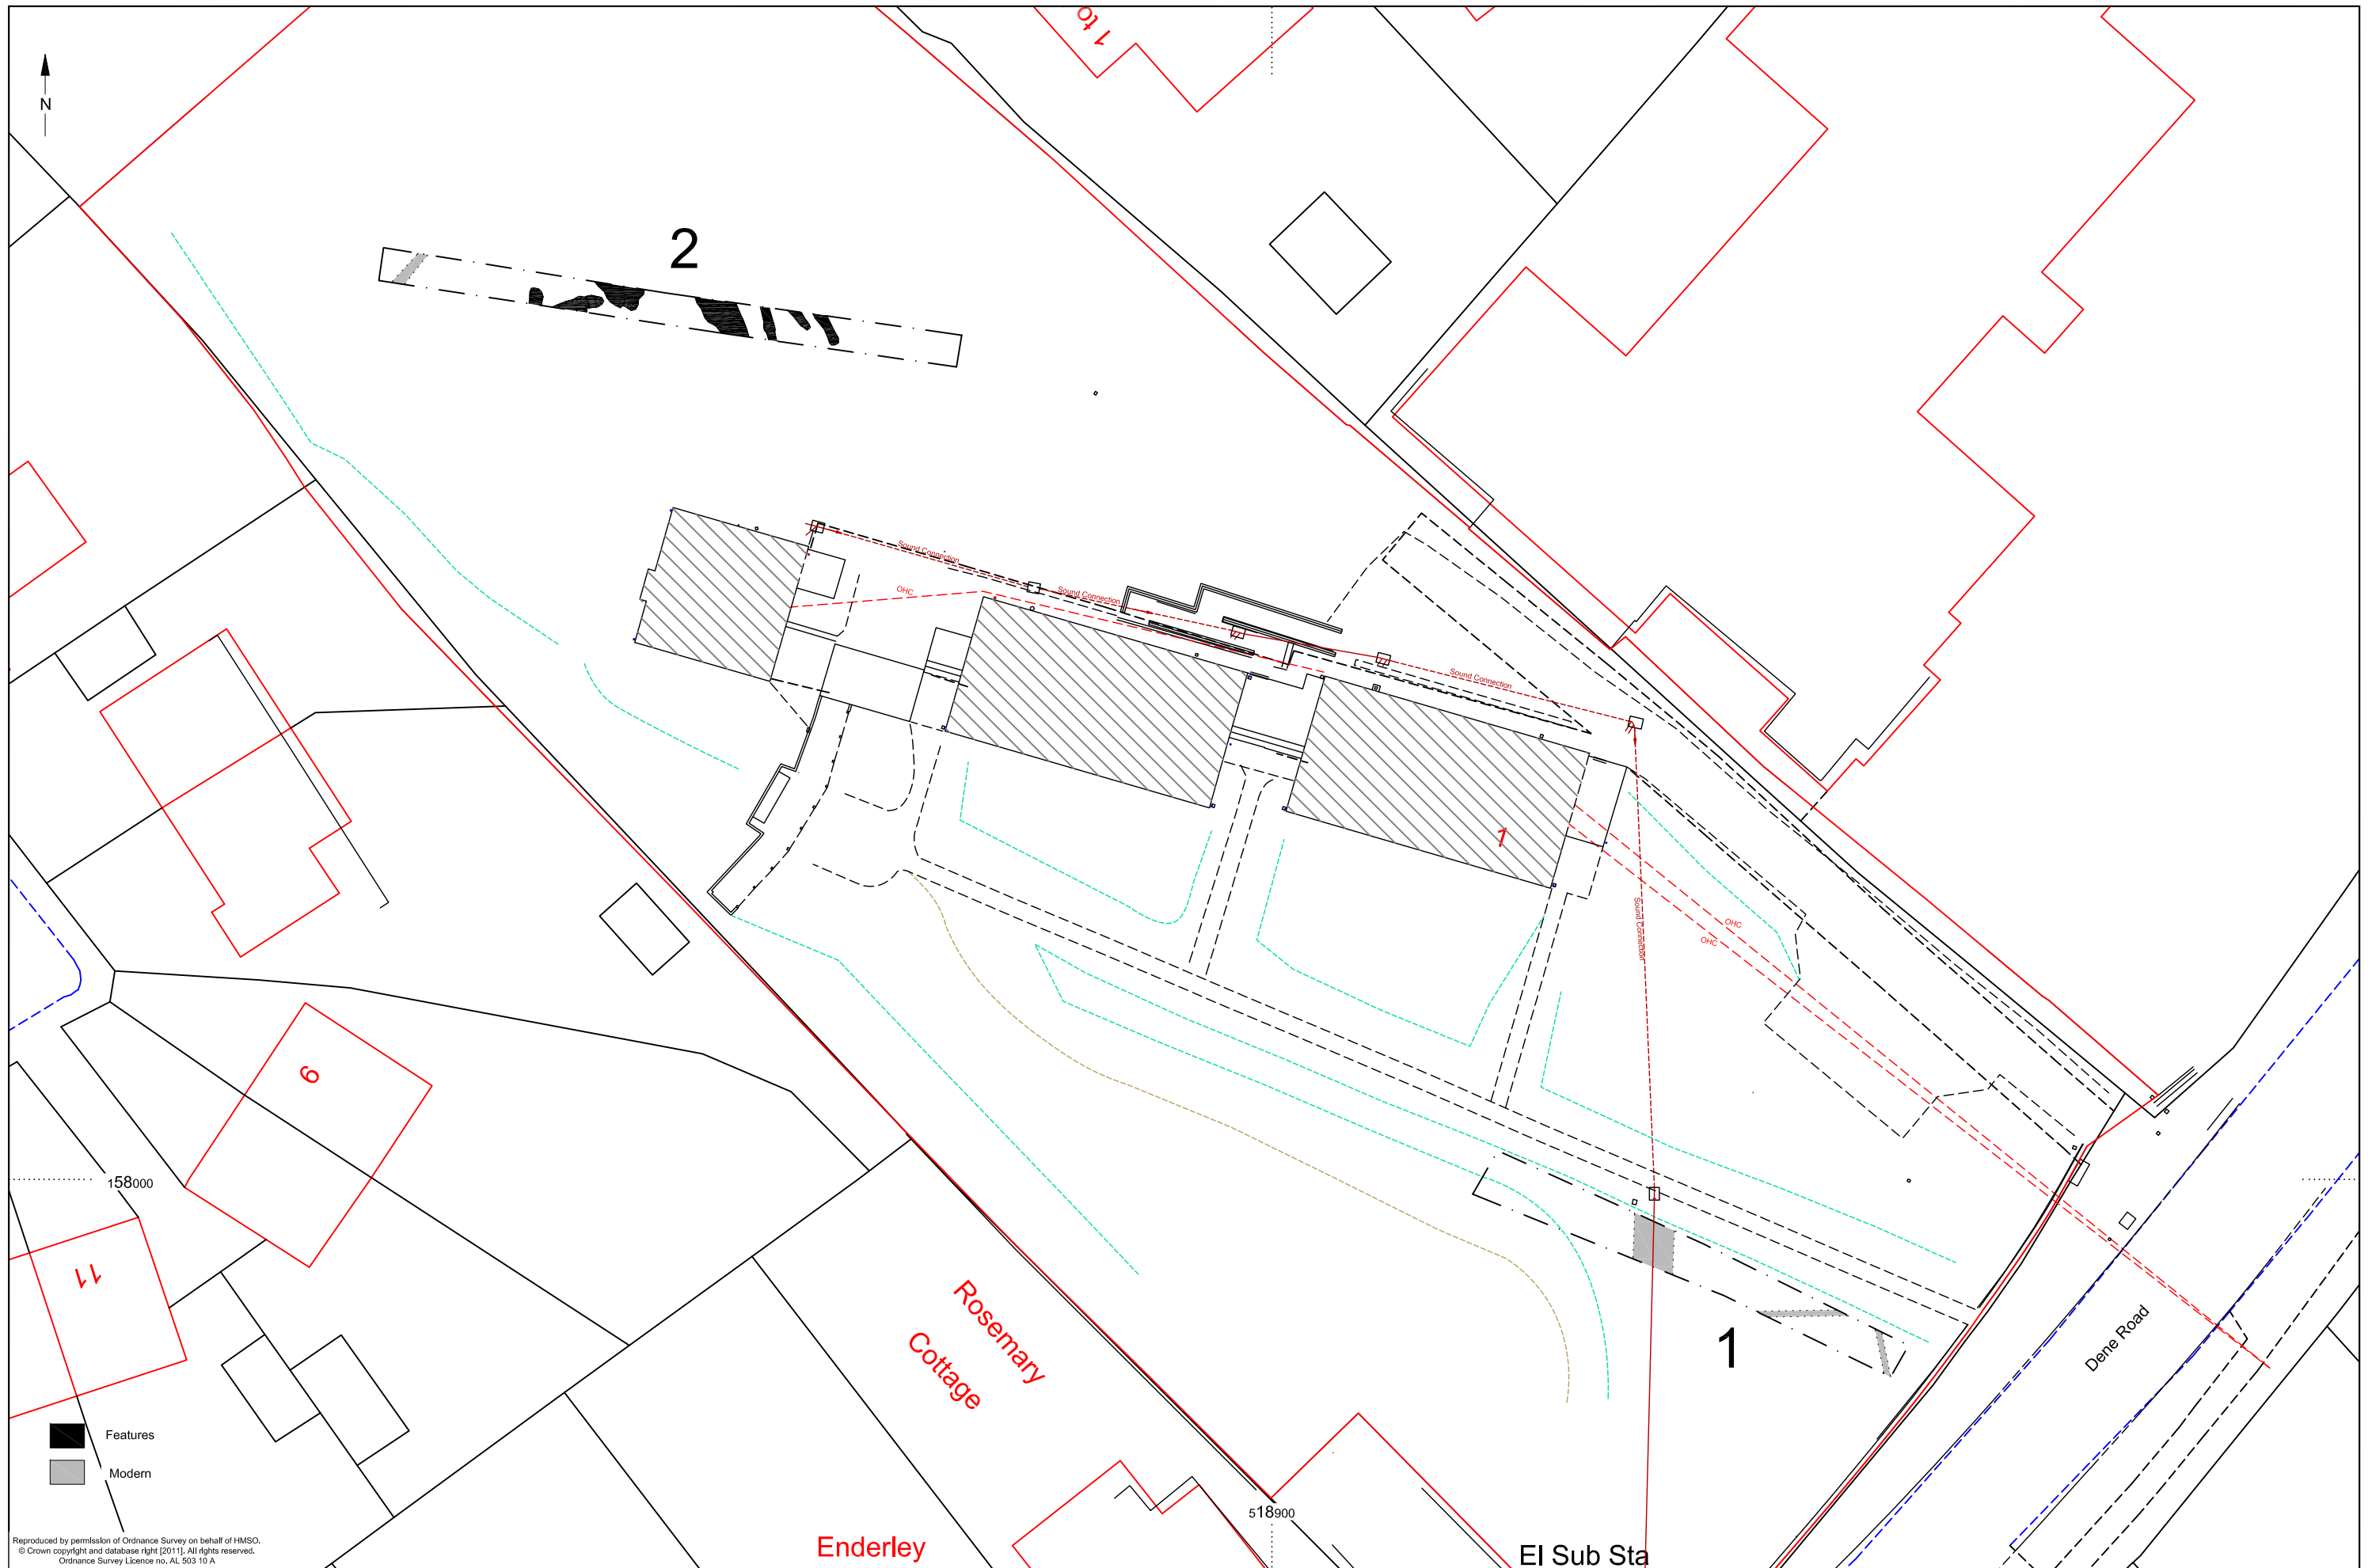 1 to
N
2
Sound Connection
OHC
Sound Connection
Sound Connection
1
Sound Connection
OHC
OHC
9
158000
11
Rosemary
Cottage
1
Dene Road
Features
Modern
518900
Enderley
El Sub Sta
Reproduced by permission of Ordnance Survey on behalf of HMSO.
© Crown copyright and database right [2011]. All rights reserved.
Ordnance Survey Licence no. AL 503 10 A